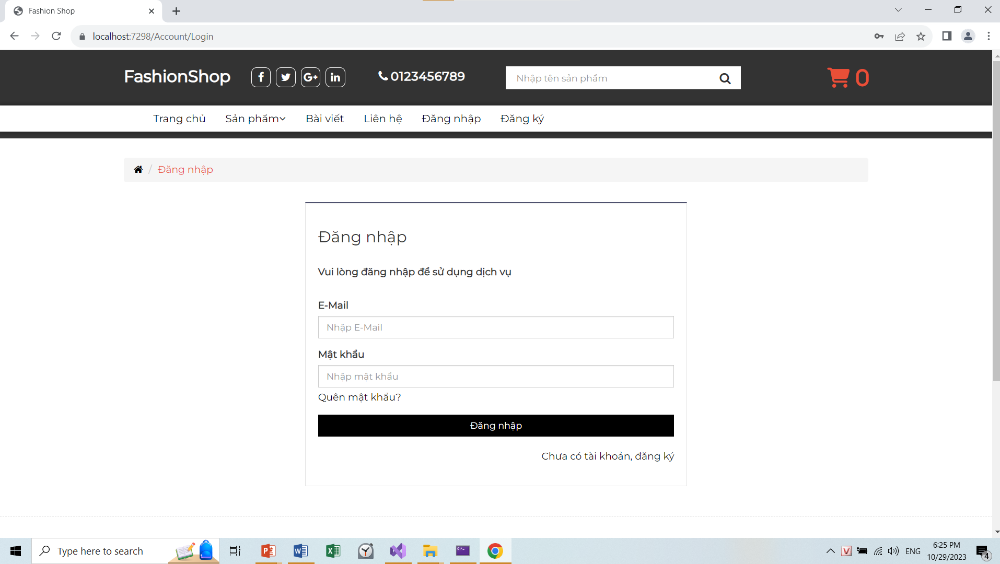 Fashion Shop
localhost:7298/Account/Login
FashionShop
0123456789
Nhập tên sản phẩm
0
Trang chủ
Sản phẩm
Bài viết
Liên hệ
Đăng nhập
Đăng ký
/ Đăng nhập
Đăng nhập
Vui lòng đăng nhập để sử dụng dịch vụ
E-Mail
Nhập E-Mail
Mật khẩu
Nhập mật khẩu
Quên mật khẩu?
Đăng nhập
Chưa có tài khoản, đăng ký
Type here to search
ENG
6:25 PM
10/29/2023
4